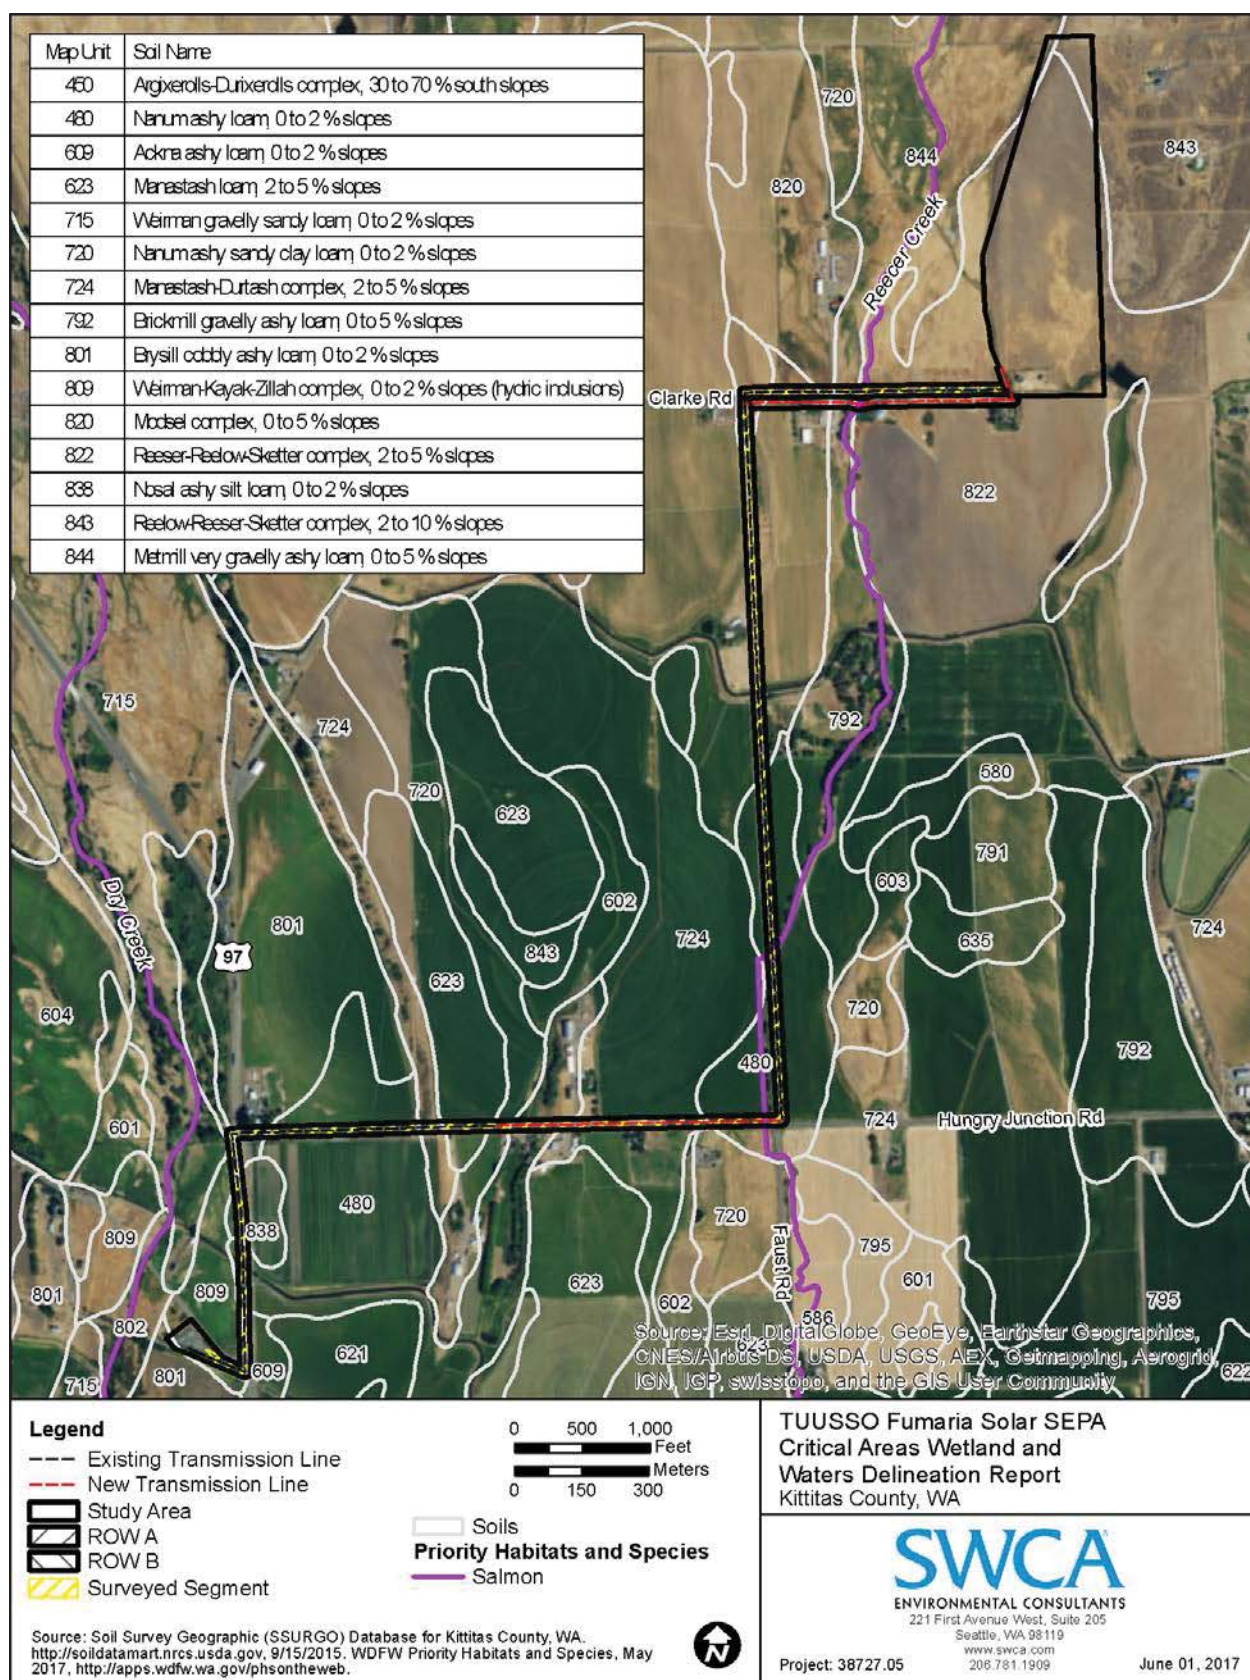 Map Unit Soil Name
450 Argixerolls-Durixerolls complex, 30 to 70 % south slopes
480 Nanum ashy loam, 0 to 2 % slopes
609 Ackna ashy loam, 0 to 2 % slopes
623 Manastash loam, 2 to 5 % slopes
715 Weirman gravelly sandy loam, 0 to 2 % slopes
720 Nanum ashy sandy clay loam, 0 to 2 % slopes
724 Manastash-Durtash complex, 2 to 5 % slopes
792 Brickmill gravelly ashy loam, 0 to 5 % slopes
801 Brysill cobbly ashy loam, 0 to 2 % slopes
809 Weirman-Kayak-Zillah complex, 0 to 2 % slopes (hydric inclusions)
820 Modsel complex, 0 to 5 % slopes
822 Reeser-Reelow-Sketter complex, 2 to 5 % slopes
838 Nosal ashy silt loam, 0 to 2 % slopes
843 Reelow-Reeser-Sketter complex, 2 to 10 % slopes
844 Metmill very gravelly ashy loam, 0 to 5 % slopes
720
844
843
820
Reecer Creek
Clarke Rd
822
715
724
792
720
580
623
791
603
602
801
724
635
843
724
Dry Creek
97
623
604
720
480
792
601
724
Hungry Junction Rd
480
838
720
809
795
Faust Rd
601
809
623
801
602
795
802
586
621
623
801
609
715
622
Source: Esri, DigitalGlobe, GeoEye, Earthstar Geographics,
CNES/Airbus DS, USDA, USGS, AEX, Getmapping, Aerogrid,
IGN, IGP, swisstopo, and the GIS User Community
Legend
Existing Transmission Line
New Transmission Line
Study Area
ROW A
ROW B
Surveyed Segment
0 500 1,000
Feet
Meters
0 150 300
Soils
Priority Habitats and Species
Salmon
Source: Soil Survey Geographic (SSURGO) Database for Kittitas County, WA.
http://soildatamart.nrcs.usda.gov, 9/15/2015. WDFW Priority Habitats and Species, May
2017, http://apps.wdfw.wa.gov/phsontheweb.
N
TUUSSO Fumaria Solar SEPA
Critical Areas Wetland and
Waters Delineation Report
Kittitas County, WA
SWCA
ENVIRONMENTAL CONSULTANTS
221 First Avenue West, Suite 205
Seattle, WA 98119
www.swca.com
206.781.1909
Project: 38727.05
June 01, 2017